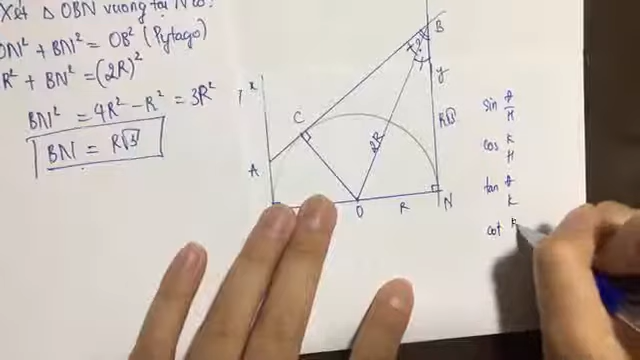 Xét △ OBN vuông tại N có:
ON² + BN² = OB² (Pytago)
R² + BN² = (2R)²
BN² = 4R² - R² = 3R²
BN = R√3
x
C
A
B
1
y
R√3
2R
O
R
N
sin
H
cos K
H
tan
K
cot